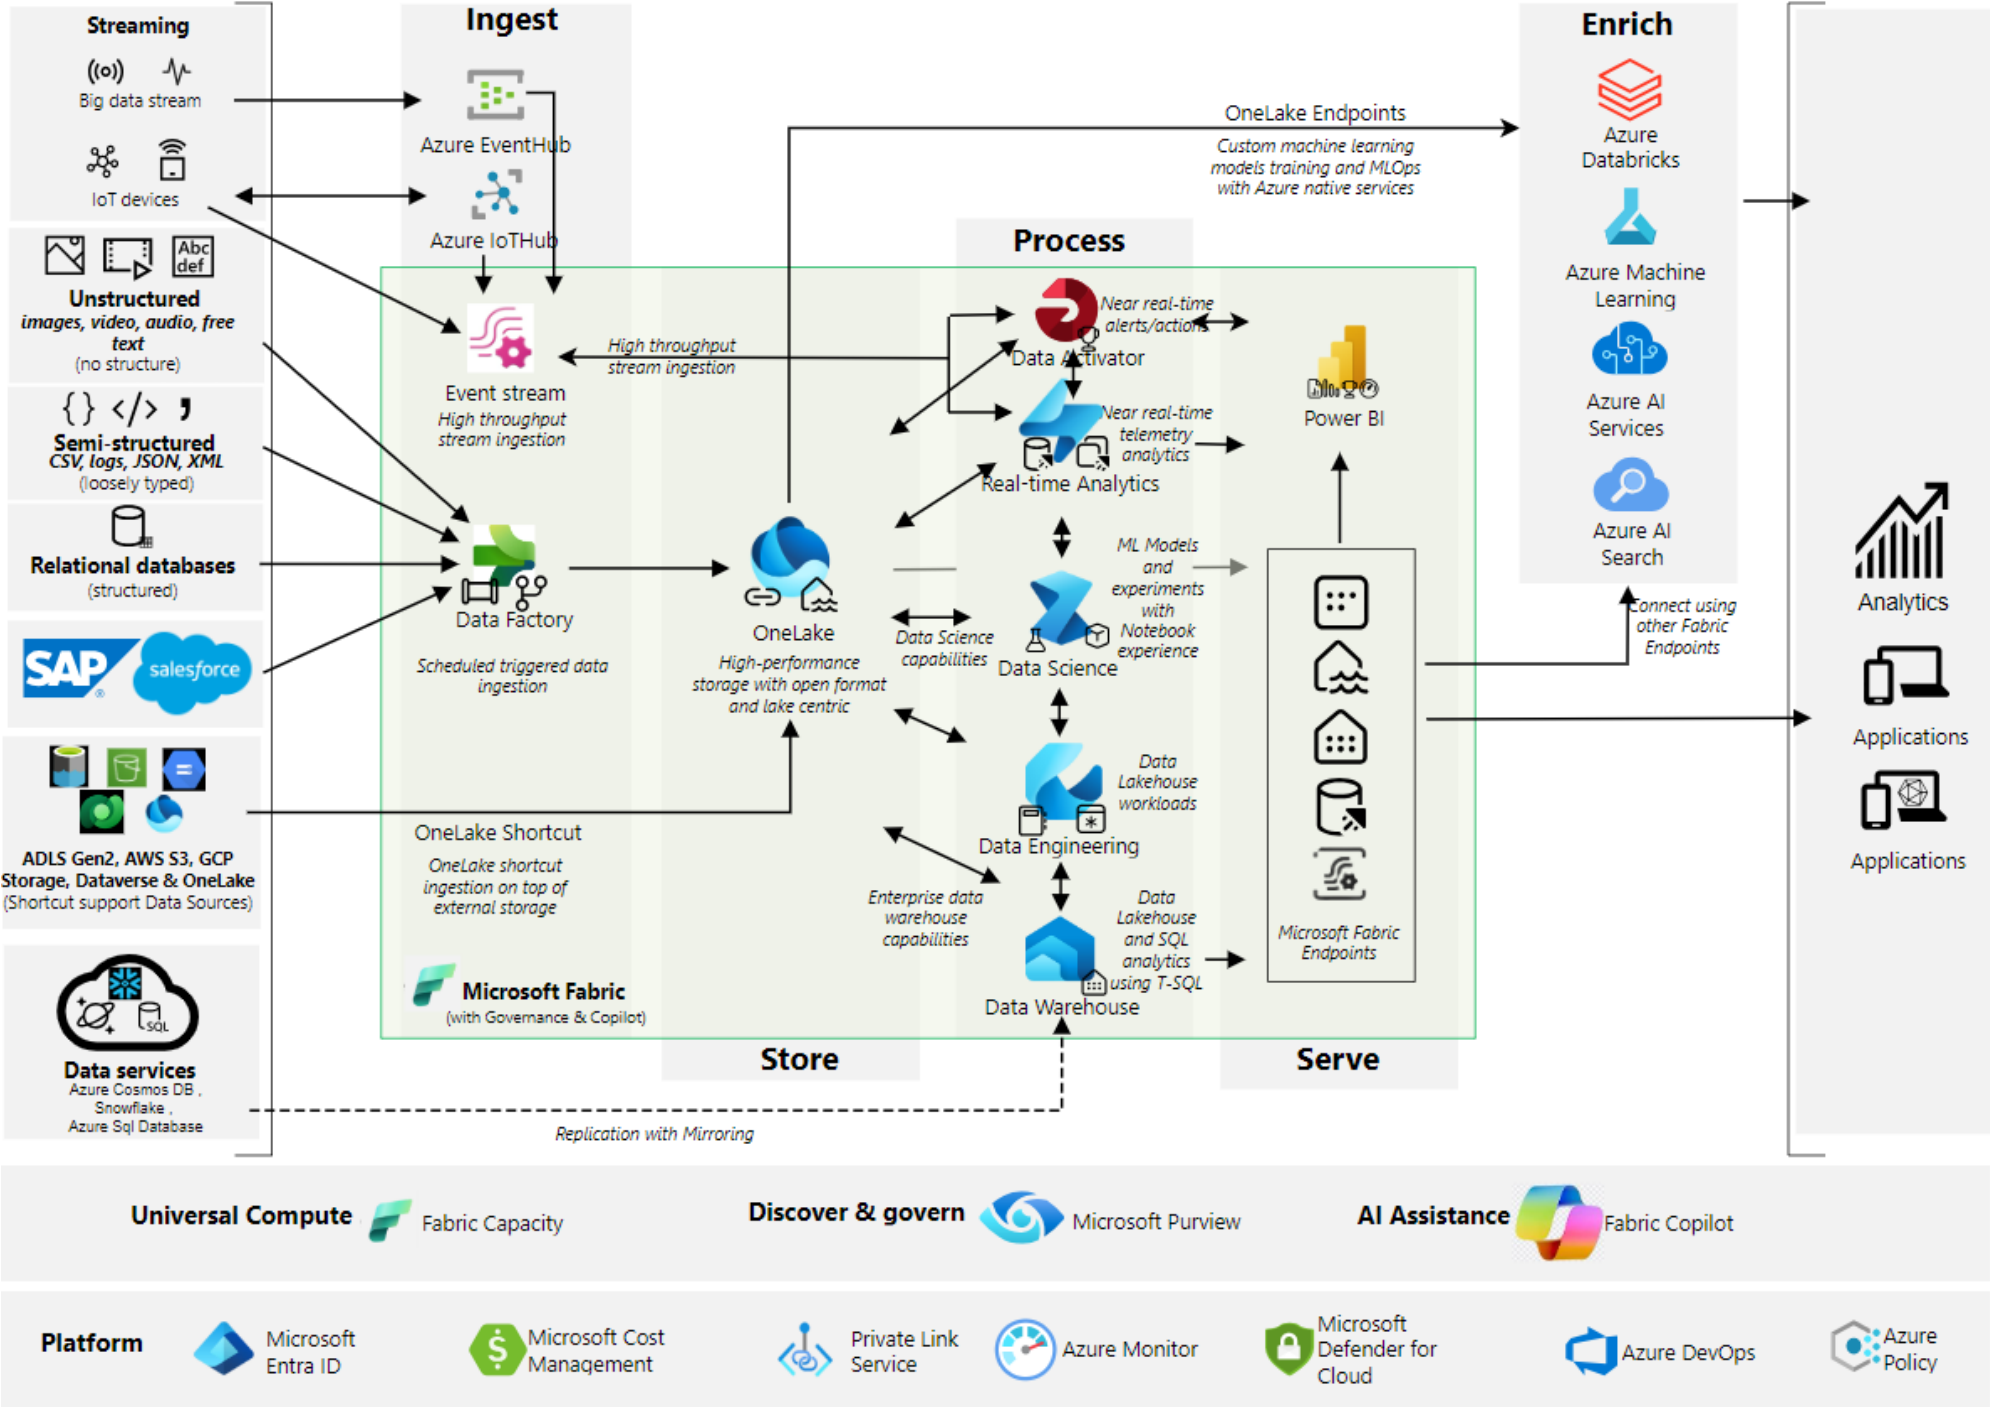 Streaming
Big data stream
IoT devices
Abc
def
Unstructured
images, video, audio, free
text
(no structure)
{} </> ,
Semi-structured
CSV, logs, JSON, XML
(loosely typed)
Relational databases
(structured)
SAP
®
salesforce
ADLS Gen2, AWS S3, GCP
Storage, Dataverse & OneLake
(Shortcut support Data Sources)
SQL
Data services
Azure Cosmos DB ,
Snowflake ,
Azure Sql Database
Ingest
Azure EventHub
Azure IoTHub
Event stream
High throughput
stream ingestion
High throughput
stream ingestion
Data Factory
Scheduled triggered data
ingestion
OneLake Shortcut
OneLake shortcut
ingestion on top of
external storage
Microsoft Fabric
(with Governance & Copilot)
Replication with Mirroring
OneLake
High-performance
storage with open format
and lake centric
Store
OneLake Endpoints
Custom machine learning
models training and MLOps
with Azure native services
Process
Near real-time
alerts/actions
Data Activator
Near real-time
telemetry
analytics
Real-time Analytics
ML Models
and
experiments
with
Notebook
experience
Data Science
capabilities
Data Science
Data
Lakehouse
workloads
Data Engineering
Enterprise data
warehouse
capabilities
Data
Lakehouse
and SQL
analytics
using T-SQL
Data Warehouse
Power BI
Microsoft Fabric
Endpoints
Serve
Enrich
Azure
Databricks
Azure Machine
Learning
Azure AI
Services
Azure AI
Search
Connect using
other Fabric
Endpoints
Analytics
Applications
Applications
Universal Compute
Fabric Capacity
Discover & govern
Microsoft Purview
AI Assistance
Fabric Copilot
Platform
Microsoft
Entra ID
$
Microsoft Cost
Management
Private Link
Service
Azure Monitor
Microsoft
Defender for
Cloud
Azure DevOps
Azure
Policy